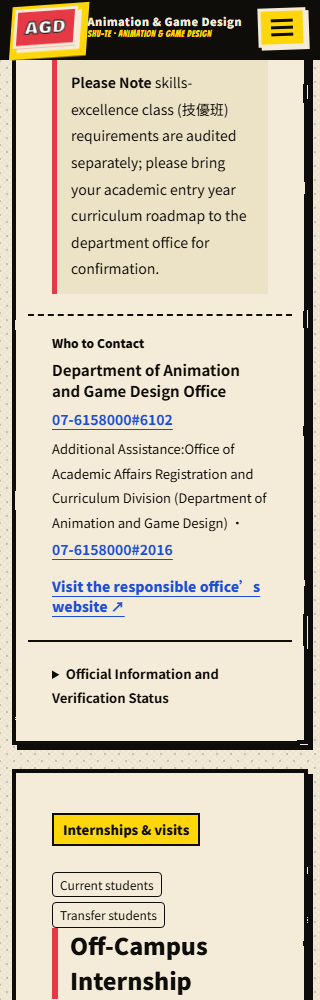 AGD
Animation & Game Design
SHU-TE · ANIMATION & GAME DESIGN
Please Note skills-
excellence class (技優班)
requirements are audited
separately; please bring
your academic entry year
curriculum roadmap to the
department office for
confirmation.
Who to Contact
Department of Animation
and Game Design Office
07-6158000#6102
Additional Assistance:Office of
Academic Affairs Registration and
Curriculum Division (Department of
Animation and Game Design) ・
07-6158000#2016
Visit the responsible office’s
website ↗
▶ Official Information and
Verification Status
Internships & visits
Current students
Transfer students
Off-Campus
Internship